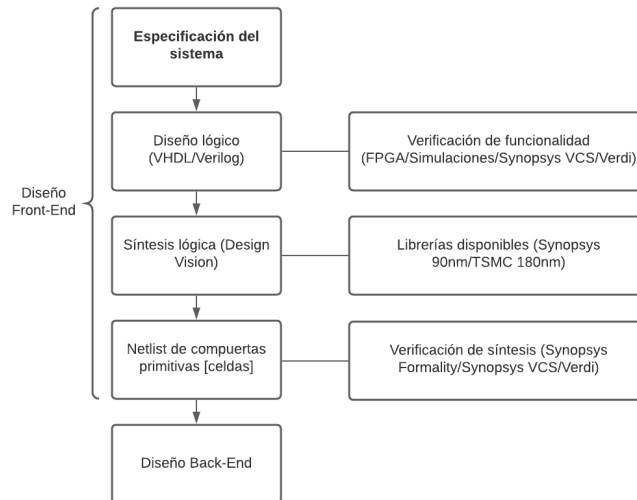 Especificación del
sistema
Diseño lógico
(VHDL/Verilog)
Verificación de funcionalidad
(FPGA/Simulaciones/Synopsys VCS/Verdi)
Diseño
Front-End
Síntesis lógica (Design
Vision)
Librerías disponibles (Synopsys
90nm/TSMC 180nm)
Netlist de compuertas
primitivas [celdas]
Verificación de síntesis (Synopsys
Formality/Synopsys VCS/Verdi)
Diseño Back-End